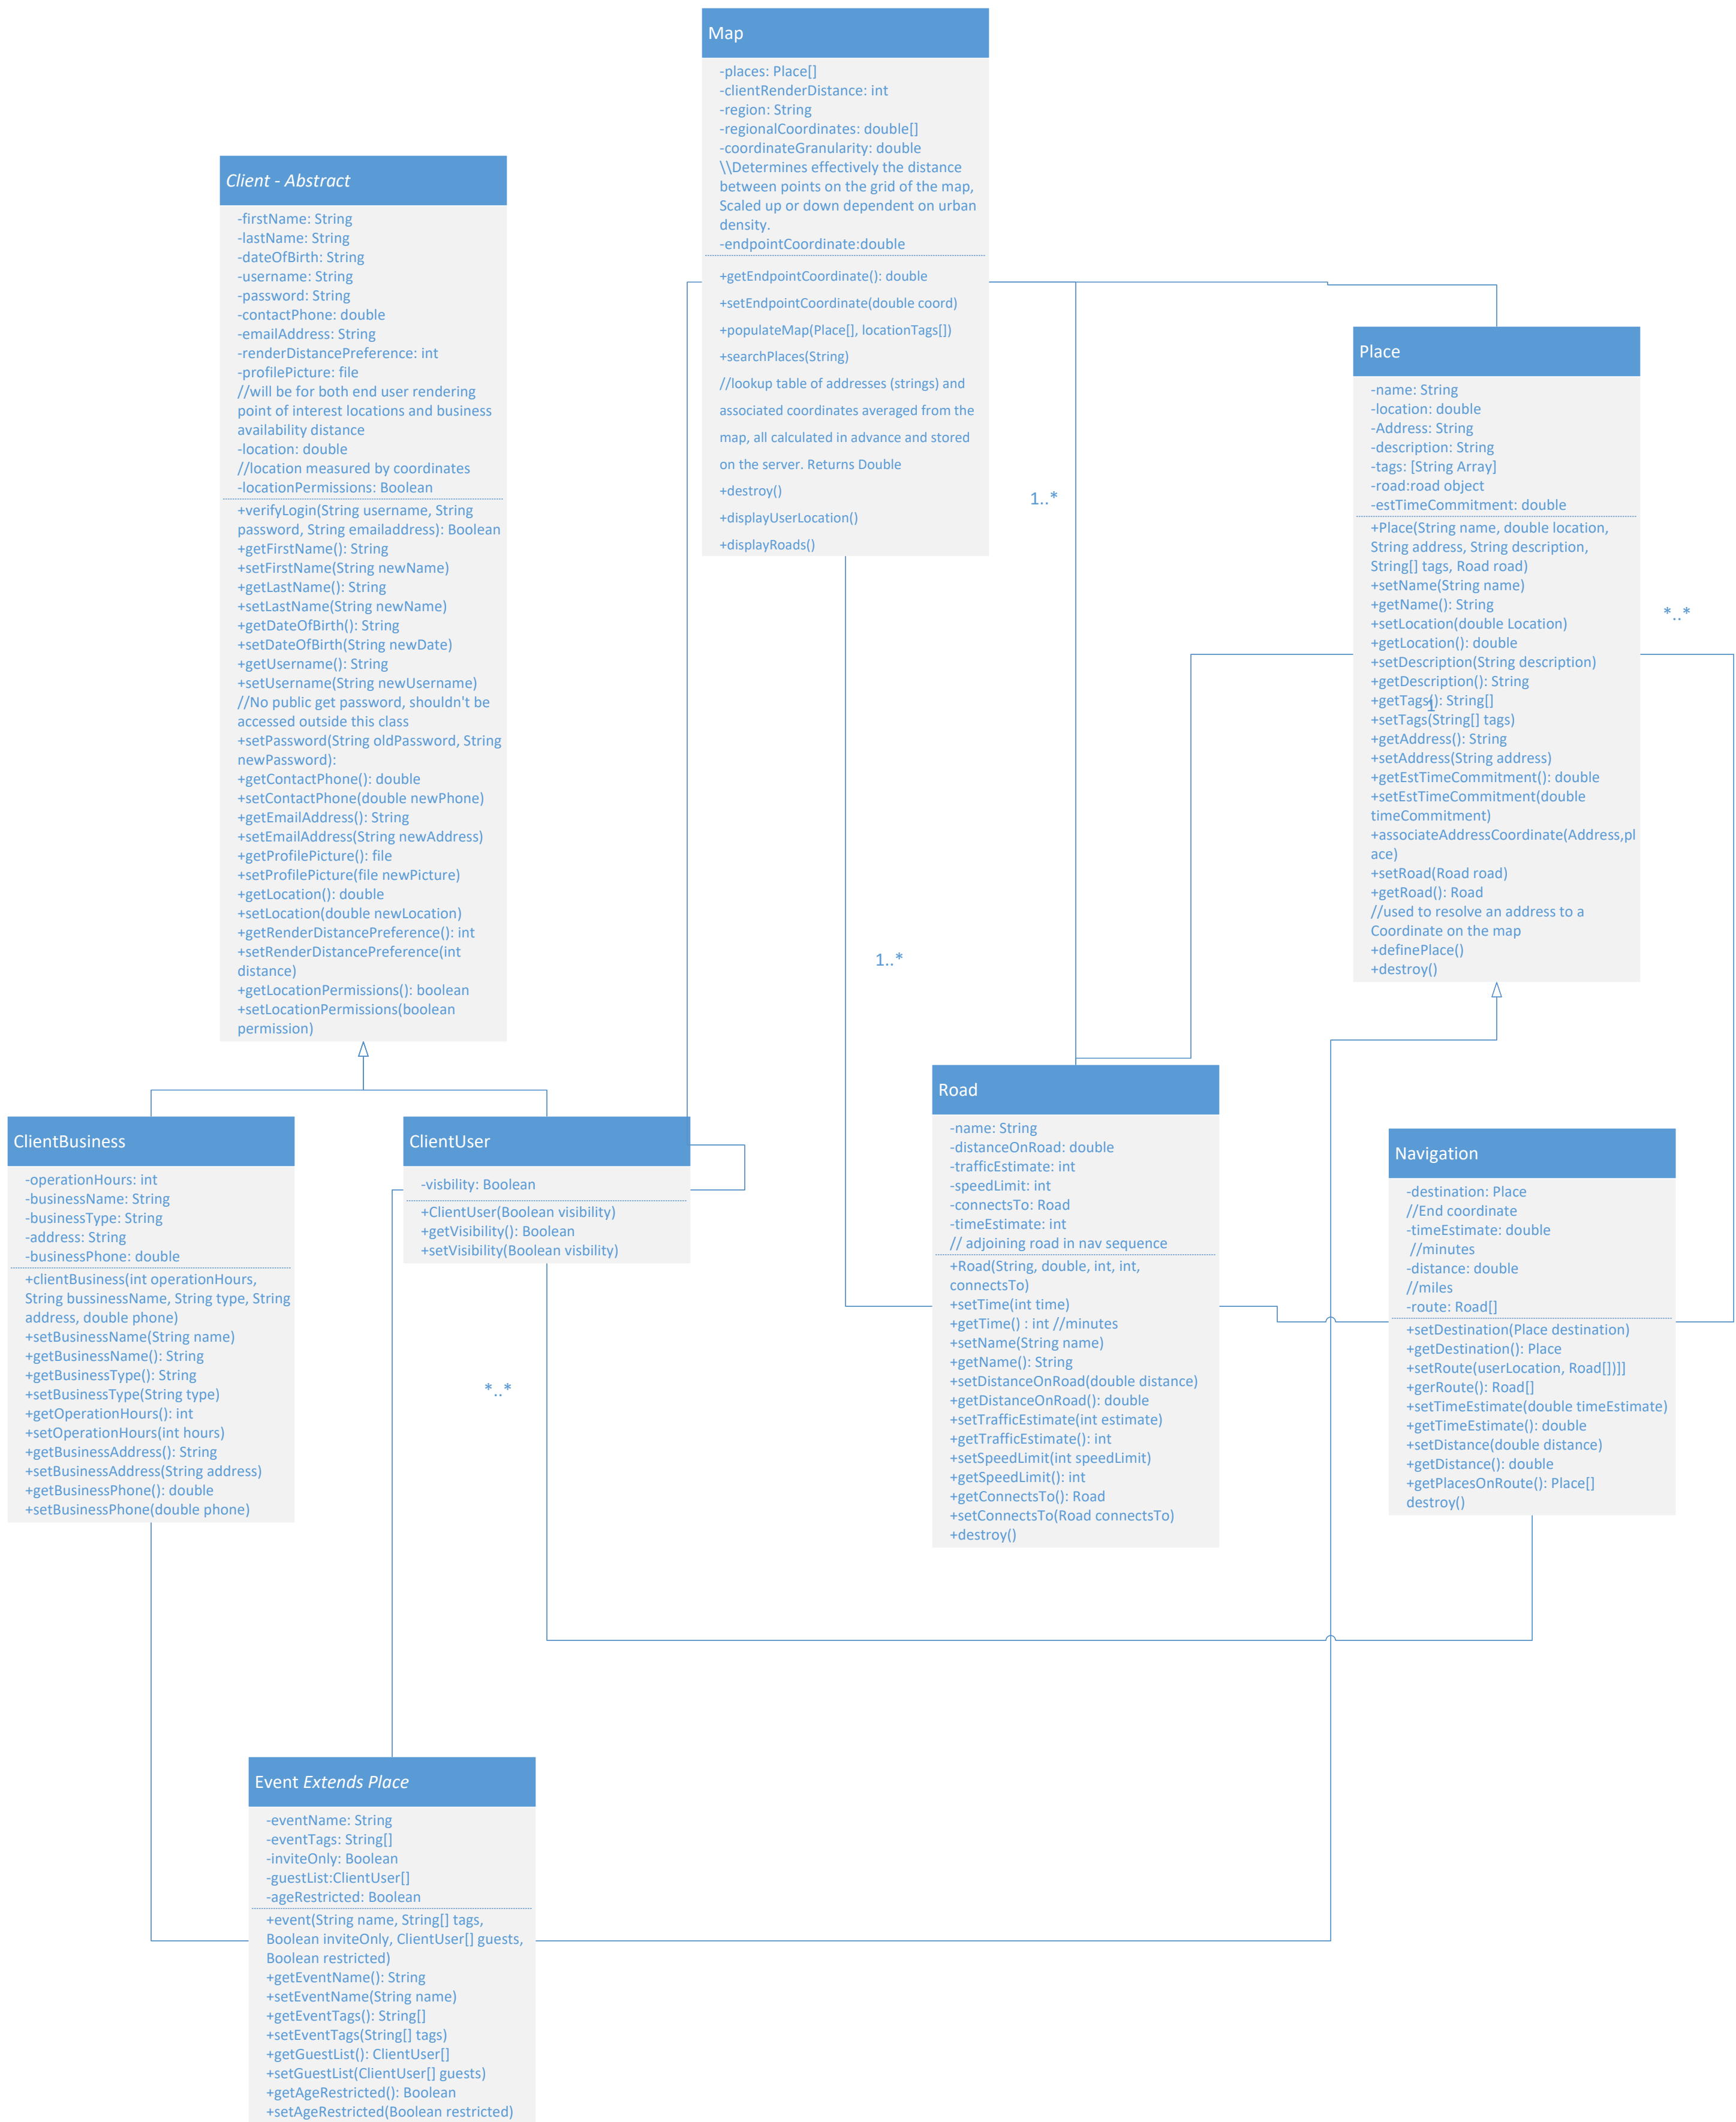 Map
-places: Place[]
-clientRenderDistance: int
-region: String
-regionalCoordinates: double[]
-coordinateGranularity: double
\\Determines effectively the distance
between points on the grid of the map,
Scaled up or down dependent on urban
density.
-endpointCoordinate:double
+getEndpointCoordinate(): double
+setEndpointCoordinate(double coord)
+populateMap(Place[], locationTags[])
+searchPlaces(String)
//lookup table of addresses (strings) and
associated coordinates averaged from the
map, all calculated in advance and stored
on the server. Returns Double
+destroy()
+displayUserLocation()
+displayRoads()
Client - Abstract
-firstName: String
-lastName: String
-dateOfBirth: String
-username: String
-password: String
-contactPhone: double
-emailAddress: String
-renderDistancePreference: int
-profilePicture: file
//will be for both end user rendering
point of interest locations and business
availability distance
-location: double
//location measured by coordinates
-locationPermissions: Boolean
+verifyLogin(String username, String
password, String emailaddress): Boolean
+getFirstName(): String
+setFirstName(String newName)
+getLastName(): String
+setLastName(String newName)
+getDateOfBirth(): String
+setDateOfBirth(String newDate)
+getUsername(): String
+setUsername(String newUsername)
//No public get password, shouldn't be
accessed outside this class
+setPassword(String oldPassword, String
newPassword):
+getContactPhone(): double
+setContactPhone(double newPhone)
+getEmailAddress(): String
+setEmailAddress(String newAddress)
+getProfilePicture(): file
+setProfilePicture(file newPicture)
+getLocation(): double
+setLocation(double newLocation)
+getRenderDistancePreference(): int
+setRenderDistancePreference(int
distance)
+getLocationPermissions(): boolean
+setLocationPermissions(boolean
permission)
Place
-name: String
-location: double
-Address: String
-description: String
-tags: [String Array]
-road:road object
-estTimeCommitment: double
+Place(String name, double location,
String address, String description,
String[] tags, Road road)
+setName(String name)
+getName(): String
+setLocation(double Location)
+getLocation(): double
+setDescription(String description)
+getDescription(): String
+getTags(): String[]
1
+setTags(String[] tags)
+getAddress(): String
+setAddress(String address)
+getEstTimeCommitment(): double
+setEstTimeCommitment(double
timeCommitment)
+associateAddressCoordinate(Address,pl
ace)
+setRoad(Road road)
+getRoad(): Road
//used to resolve an address to a
Coordinate on the map
+definePlace()
+destroy()
1..*
*..*
1..*
ClientBusiness
-operationHours: int
-businessName: String
-businessType: String
-address: String
-businessPhone: double
+clientBusiness(int operationHours,
String bussinessName, String type, String
address, double phone)
+setBusinessName(String name)
+getBusinessName(): String
+getBusinessType(): String
+setBusinessType(String type)
+getOperationHours(): int
+setOperationHours(int hours)
+getBusinessAddress(): String
+setBusinessAddress(String address)
+getBusinessPhone(): double
+setBusinessPhone(double phone)
ClientUser
-visbility: Boolean
+ClientUser(Boolean visibility)
+getVisibility(): Boolean
+setVisibility(Boolean visbility)
*..*
Road
-name: String
-distanceOnRoad: double
-trafficEstimate: int
-speedLimit: int
-connectsTo: Road
-timeEstimate: int
// adjoining road in nav sequence
+Road(String, double, int, int,
connectsTo)
+setTime(int time)
+getTime() : int //minutes
+setName(String name)
+getName(): String
+setDistanceOnRoad(double distance)
+getDistanceOnRoad(): double
+setTrafficEstimate(int estimate)
+getTrafficEstimate(): int
+setSpeedLimit(int speedLimit)
+getSpeedLimit(): int
+getConnectsTo(): Road
+setConnectsTo(Road connectsTo)
+destroy()
Navigation
-destination: Place
//End coordinate
-timeEstimate: double
//minutes
-distance: double
//miles
-route: Road[]
+setDestination(Place destination)
+getDestination(): Place
+setRoute(userLocation, Road[])]]
+gerRoute(): Road[]
+setTimeEstimate(double timeEstimate)
+getTimeEstimate(): double
+setDistance(double distance)
+getDistance(): double
+getPlacesOnRoute(): Place[]
destroy()
Event Extends Place
-eventName: String
-eventTags: String[]
-inviteOnly: Boolean
-guestList:ClientUser[]
-ageRestricted: Boolean
+event(String name, String[] tags,
Boolean inviteOnly, ClientUser[] guests,
Boolean restricted)
+getEventName(): String
+setEventName(String name)
+getEventTags(): String[]
+setEventTags(String[] tags)
+getGuestList(): ClientUser[]
+setGuestList(ClientUser[] guests)
+getAgeRestricted(): Boolean
+setAgeRestricted(Boolean restricted)